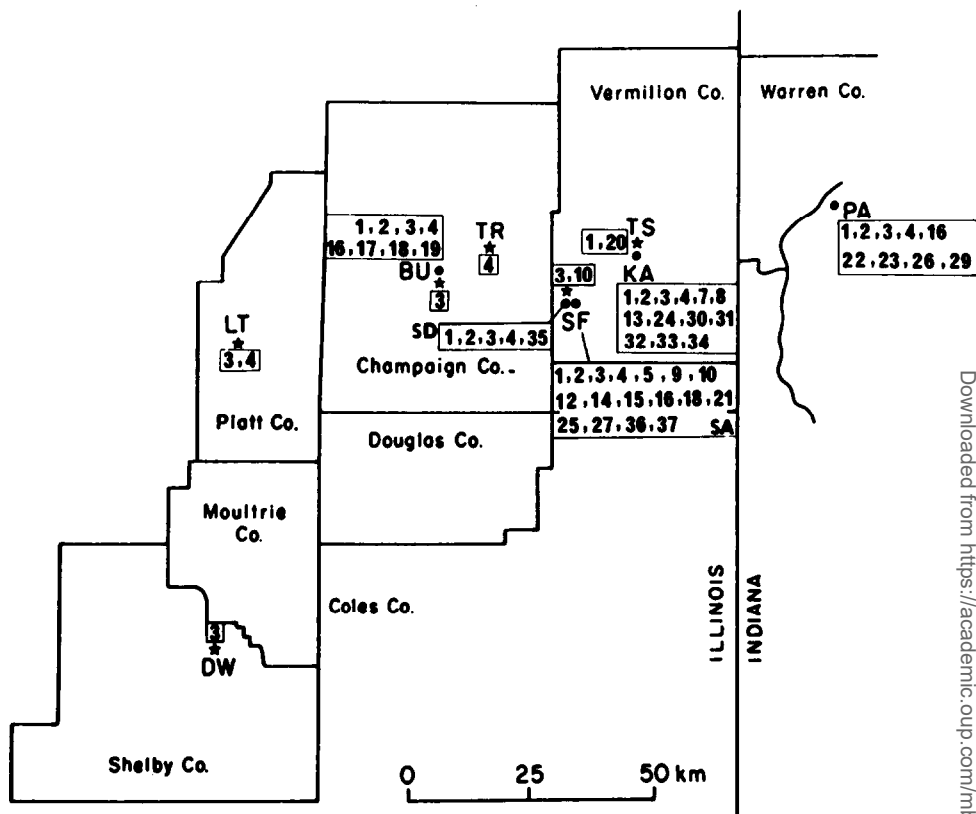 Vermilion Co.
Warren Co.
PA
1,2,3,4,16
22,23,26,29
1,2,3,4
16,17,18,19
BU
3
TR
4
TS
1,20
KA
1,2,3,4,7,8
13,24,30,31
32,33,34
3,10
SF
SD
1,2,3,4,35
LT
3,4
Champaign Co.
1,2,3,4,5,9,10
12,14,15,16,18,21
25,27,36,37 SA
Piatt Co.
Douglas Co.
Moultrie
Co.
Coles Co.
ILLINOIS
INDIANA
3
DW
Shelby Co.
0 25 50 km
Downloaded from https://academic.oup.com/mb